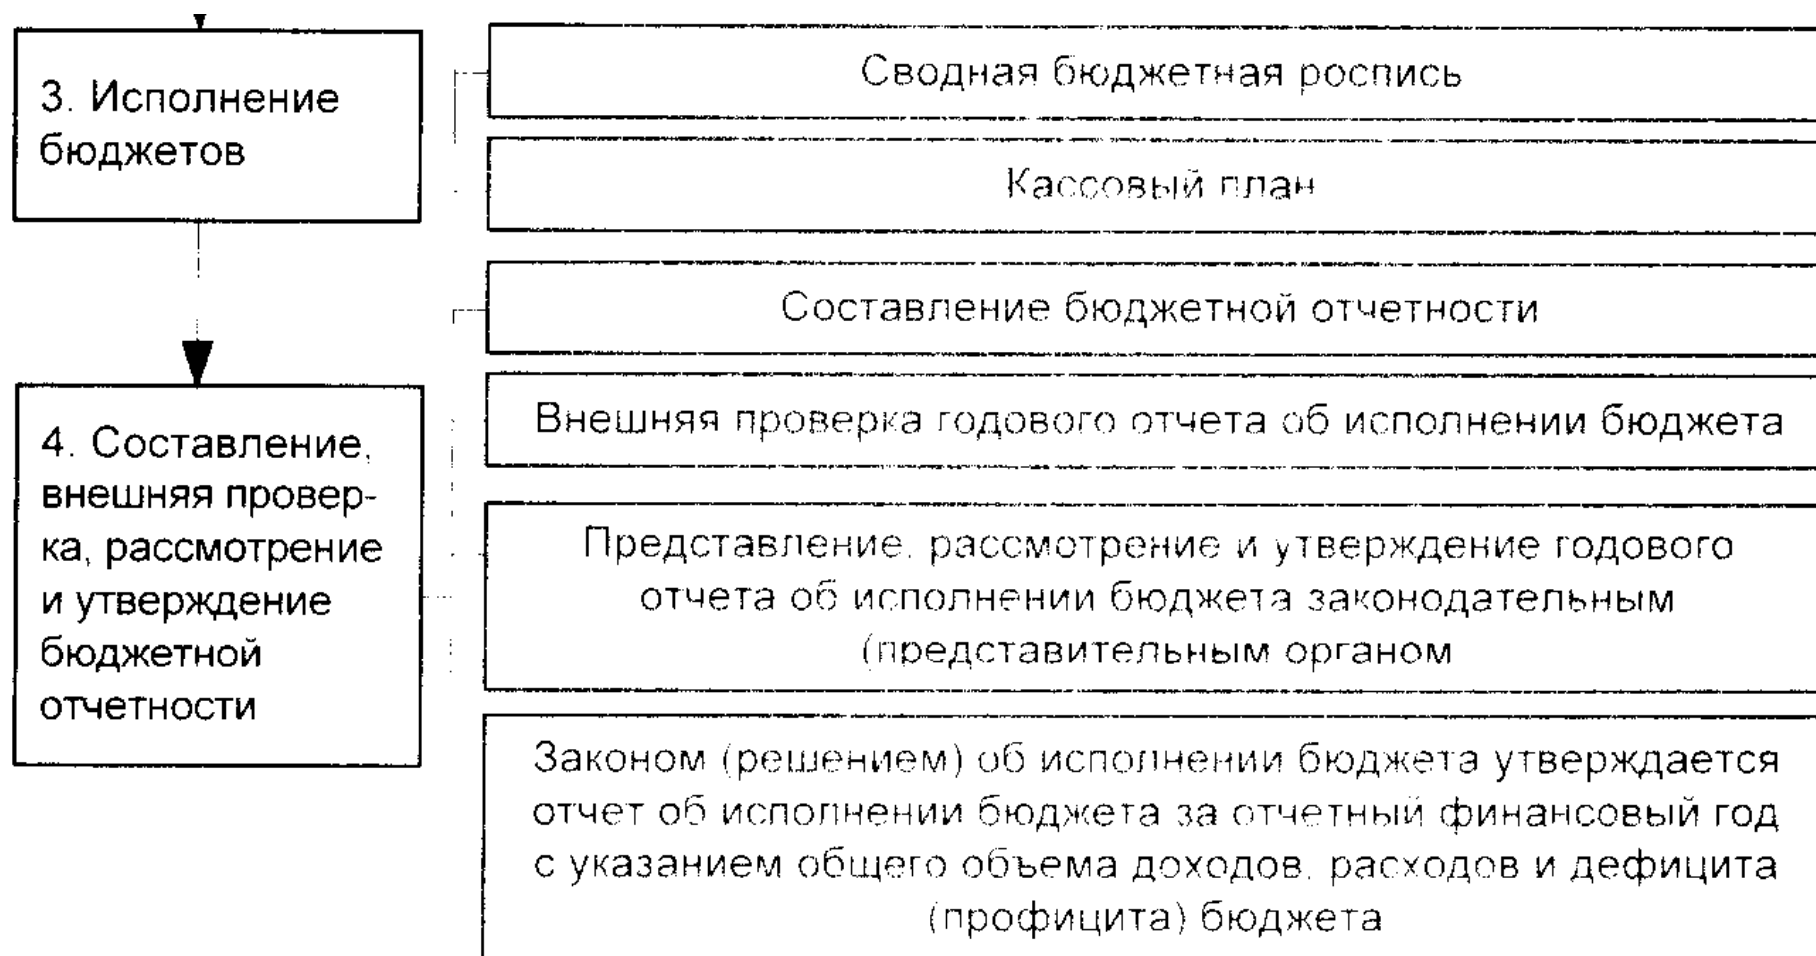 3. Исполнение
бюджетов
Сводная бюджетная роспись
Кассовый план
4. Составление,
внешняя провер-
ка, рассмотрение
и утверждение
бюджетной
отчетности
Составление бюджетной отчетности
Внешняя проверка годового отчета об исполнении бюджета
Представление, рассмотрение и утверждение годового
отчета об исполнении бюджета законодательным
(представительным органом
Законом (решением) об исполнении бюджета утверждается
отчет об исполнении бюджета за отчетный финансовый год
с указанием общего объема доходов, расходов и дефицита
(профицита) бюджета